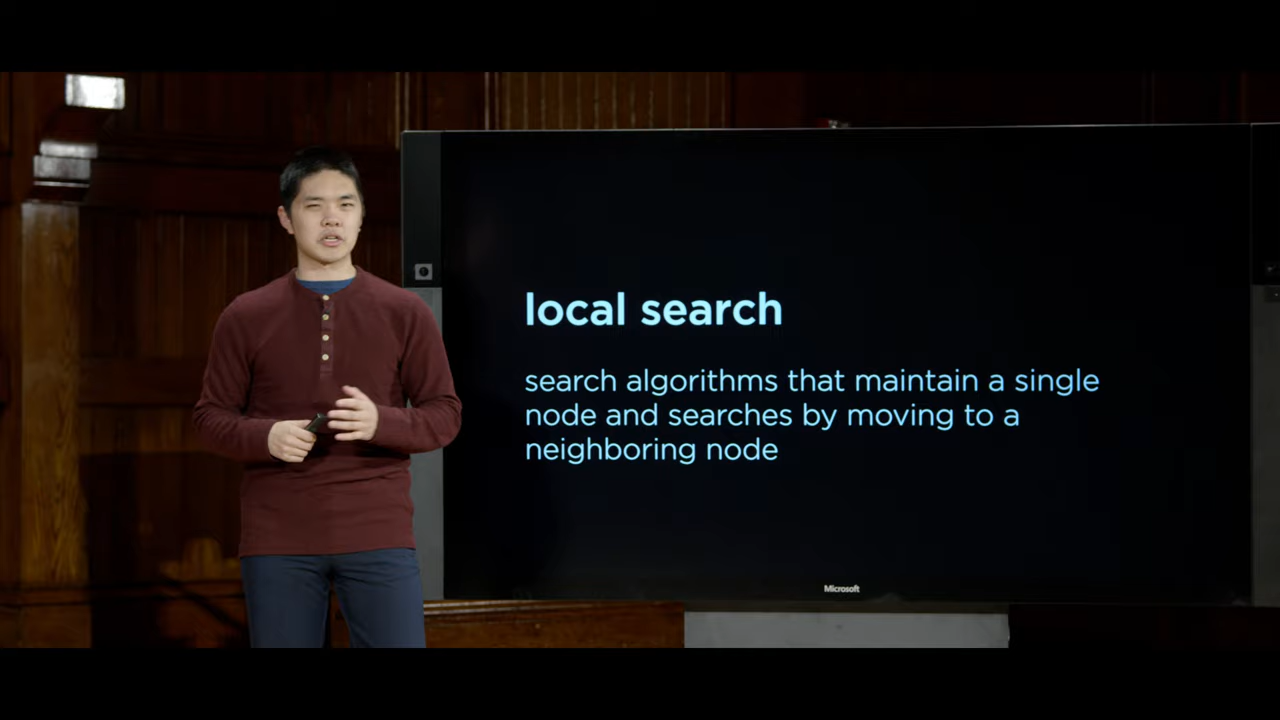 local search
search algorithms that maintain a single
node and searches by moving to a
neighboring node
Microsoft